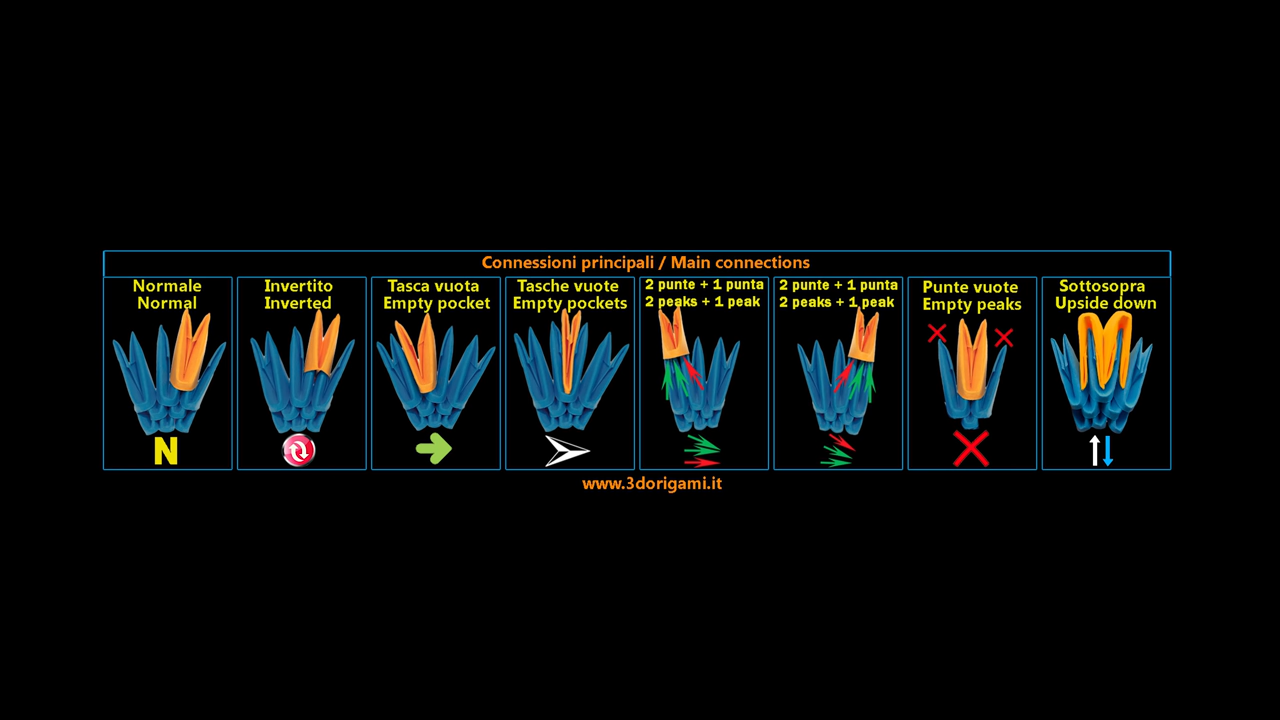 Connessioni principali / Main connections
Normale
Normal
Invertito
Inverted
Tasca vuota
Empty pocket
Tasche vuote
Empty pockets
2 punte + 1 punta
2 peaks + 1 peak
2 punte + 1 punta
2 peaks + 1 peak
Punte vuote
Empty peaks
Sottosopra
Upside down
N
www.3dorigami.it